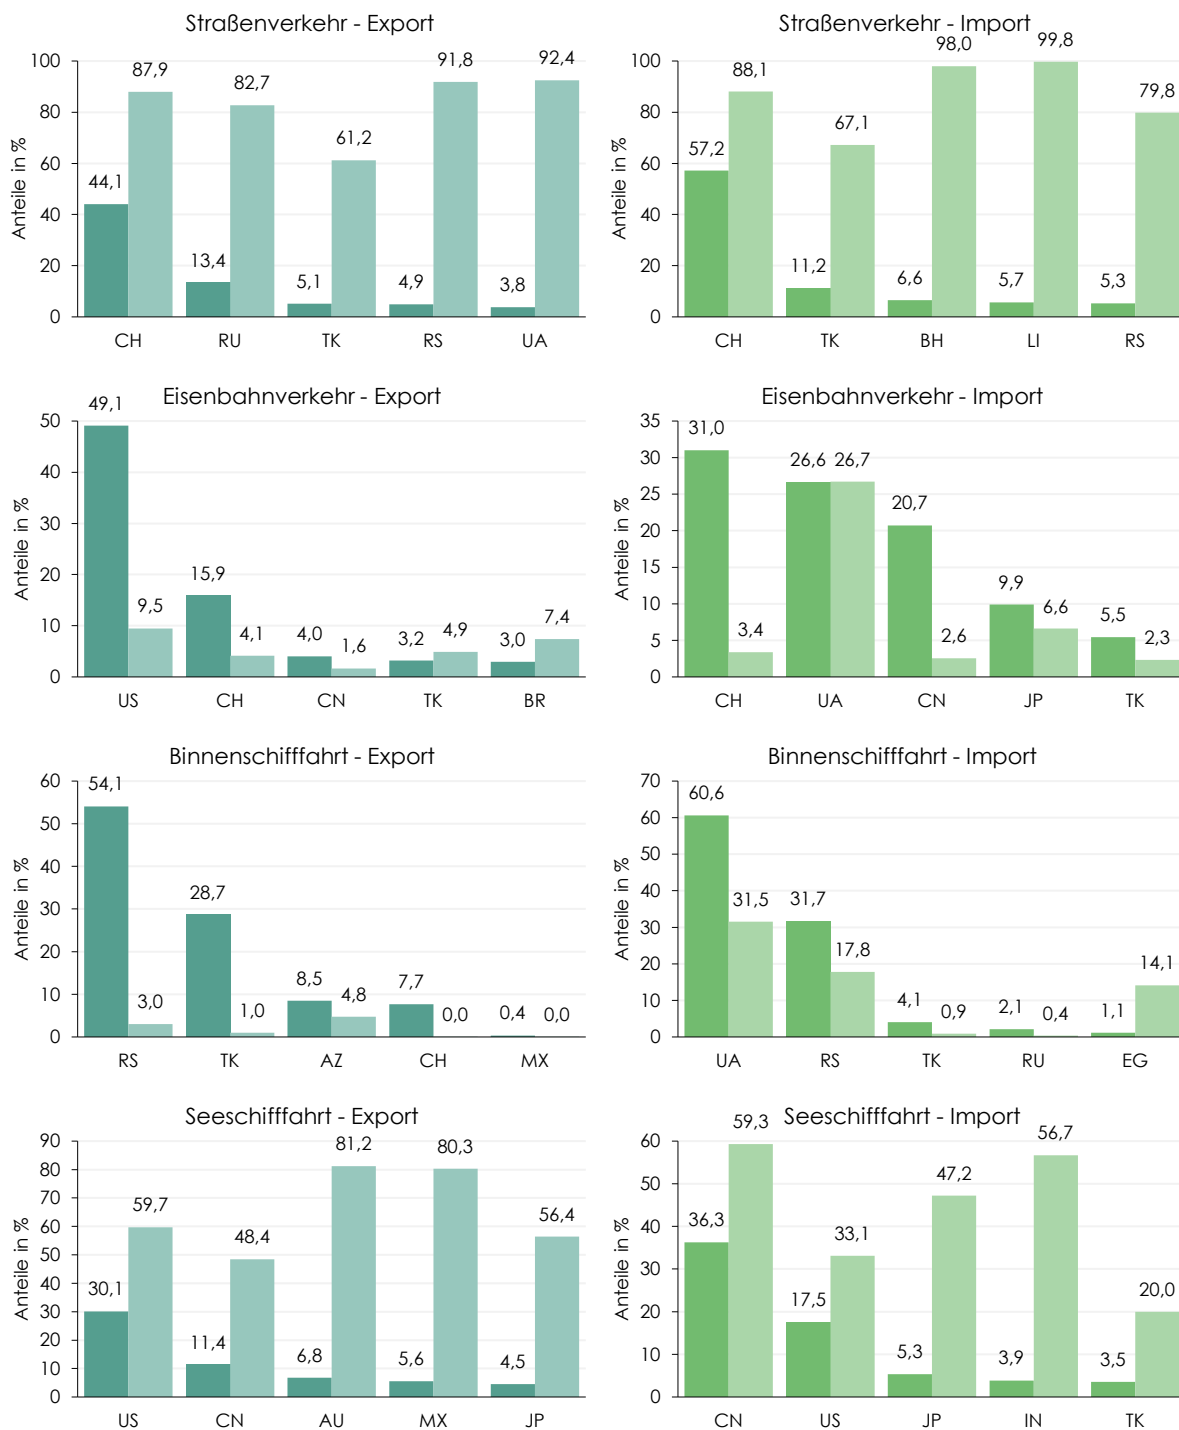 Straßenverkehr - Export
Anteile in %
100
80
60
40
20
0
44,1
87,9
13,4
82,7
5,1
61,2
4,9
91,8
3,8
92,4
CH
RU
TK
RS
UA
Straßenverkehr - Import
Anteile in %
100
80
60
40
20
0
57,2
88,1
11,2
67,1
6,6
98,0
5,7
99,8
5,3
79,8
CH
TK
BH
LI
RS
Eisenbahnverkehr - Export
Anteile in %
50
40
30
20
10
0
49,1
9,5
15,9
4,1
4,0
1,6
3,2
4,9
3,0
7,4
US
CH
CN
TK
BR
Eisenbahnverkehr - Import
Anteile in %
35
30
25
20
15
10
5
0
31,0
3,4
26,6
26,7
20,7
2,6
9,9
6,6
5,5
2,3
CH
UA
CN
JP
TK
Binnenschifffahrt - Export
Anteile in %
60
50
40
30
20
10
0
54,1
3,0
28,7
1,0
8,5
4,8
7,7
0,0
0,4
0,0
RS
TK
AZ
CH
MX
Binnenschifffahrt - Import
Anteile in %
70
60
50
40
30
20
10
0
60,6
31,5
31,7
17,8
4,1
0,9
2,1
0,4
1,1
14,1
UA
RS
TK
RU
EG
Seeschifffahrt - Export
Anteile in %
90
80
70
60
50
40
30
20
10
0
30,1
59,7
11,4
48,4
6,8
81,2
5,6
80,3
4,5
56,4
US
CN
AU
MX
JP
Seeschifffahrt - Import
Anteile in %
60
50
40
30
20
10
0
36,3
59,3
17,5
33,1
5,3
47,2
3,9
56,7
3,5
20,0
CN
US
JP
IN
TK